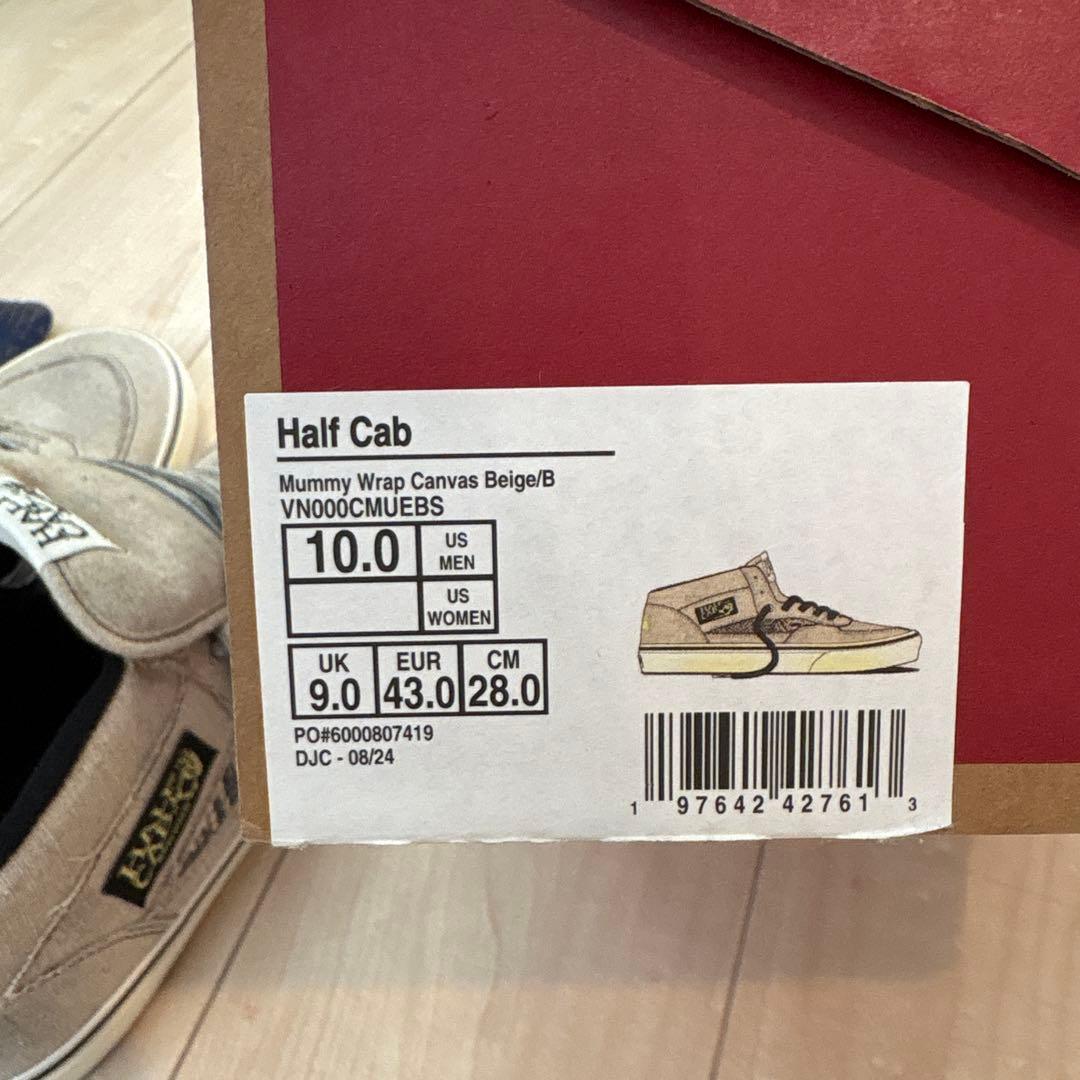 Half Cab
Mummy Wrap Canvas Beige/B
VN000CMUEBS
10.0 US MEN
US WOMEN
UK EUR CM
9.0 43.0 28.0
PO#6000807419
DJC - 08/24
1 97642 42761 3